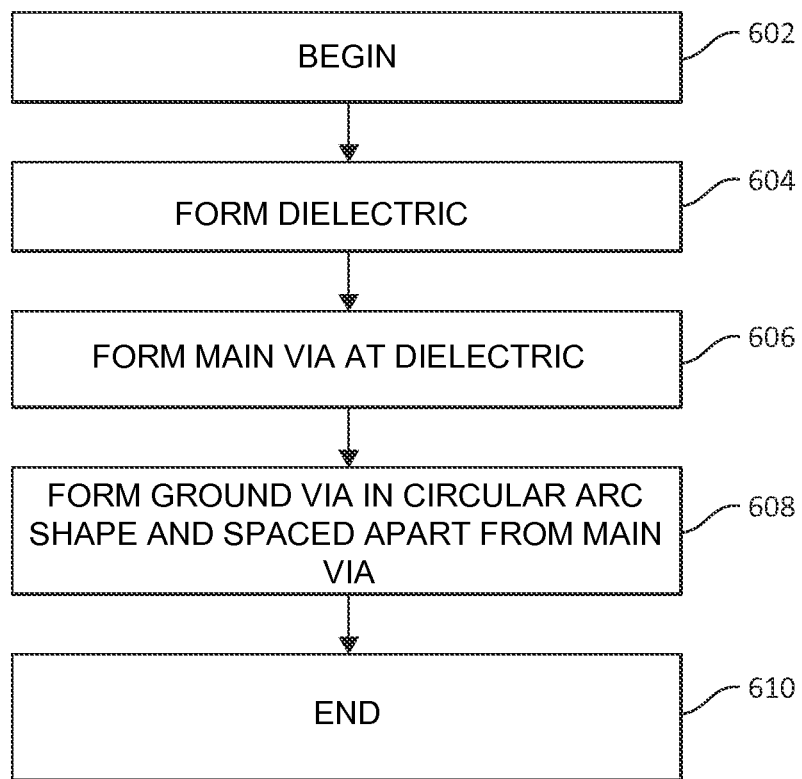 BEGIN
602
FORM DIELECTRIC
604
FORM MAIN VIA AT DIELECTRIC
606
FORM GROUND VIA IN CIRCULAR ARC
SHAPE AND SPACED APART FROM MAIN
VIA
608
END
610